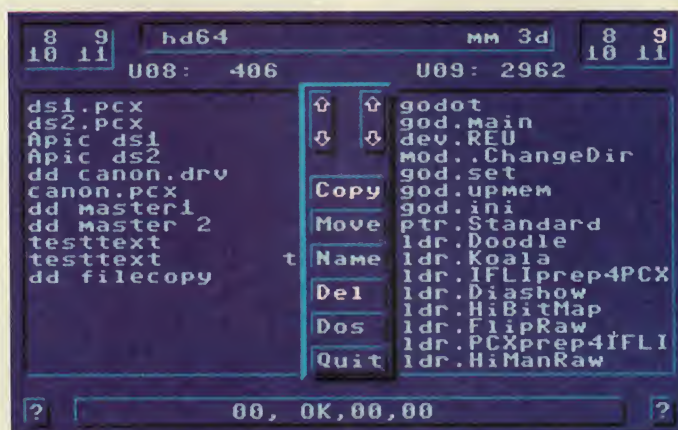 8 9
10 11
hd64
MM 3d
8 9
10 11
U08: 406
U09: 2962
ds1.pcx
ds2.pcx
Apic ds1
Apic ds2
dd canon.drv
canon.pcx
dd master1
dd master 2
testtext
testtext t
dd filecopy
Copy
Move
Name
Del
Dos
Quit
godot
god.main
dev.REU
mod..ChangeDir
god.set
god.upmem
god.ini
ptr.Standard
ldr.Doodle
ldr.Koala
ldr.IFLIprep4PCX
ldr.Diashow
ldr.HiBitMap
ldr.FlipRaw
ldr.PCXprep4IFLI
ldr.HiManRaw
?
00, OK,00,00
?